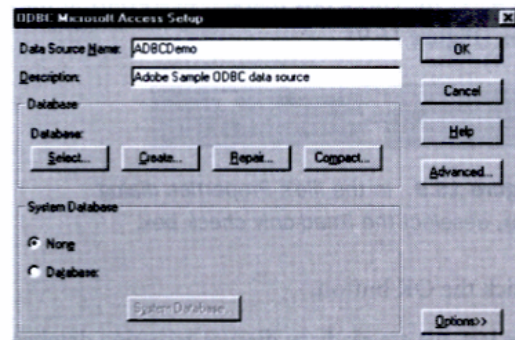 ODBC Microsoft Access Setup
Data Source Name: ADBCDemo
OK
Description: Adobe Sample ODBC data source
Cancel
Database
Database:
Help
Select... Create... Repair... Compact...
Advanced...
System Database
None
Database:
System Database...
Options>>